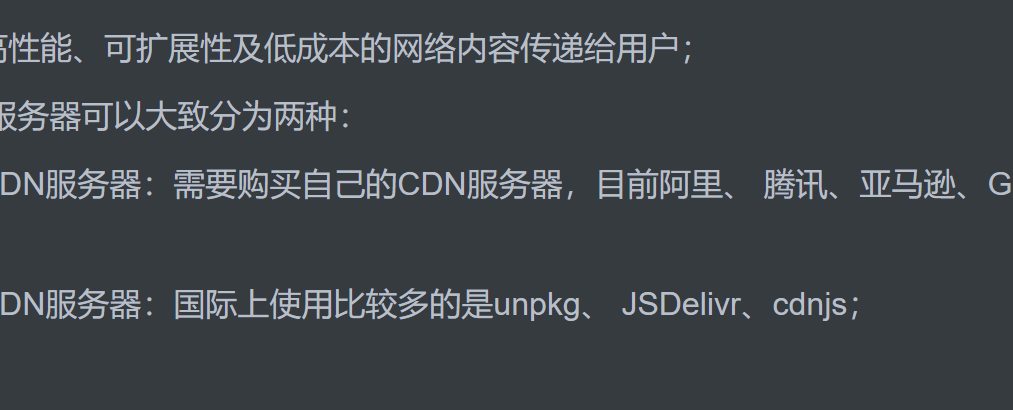 性能、可扩展性及低成本的网络内容传递给用户；
服务器可以大致分为两种：
DN服务器：需要购买自己的CDN服务器，目前阿里、 腾讯、亚马逊、G
DN服务器：国际上使用比较多的是unpkg、 JSDelivr、cdnjs；